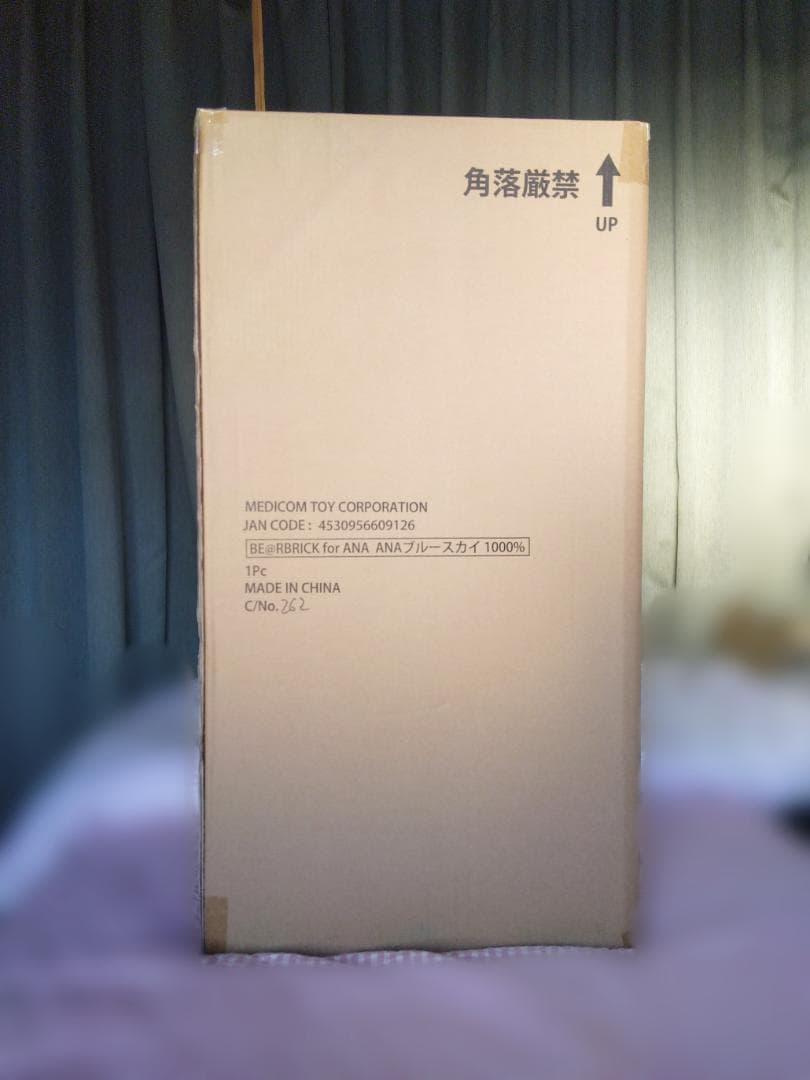 角落厳禁
UP
MEDICOM TOY CORPORATION
JAN CODE : 4530956609126
BE@RBRICK for ANA ANAブルースカイ 1000%
1Pc
MADE IN CHINA
C/No. 262